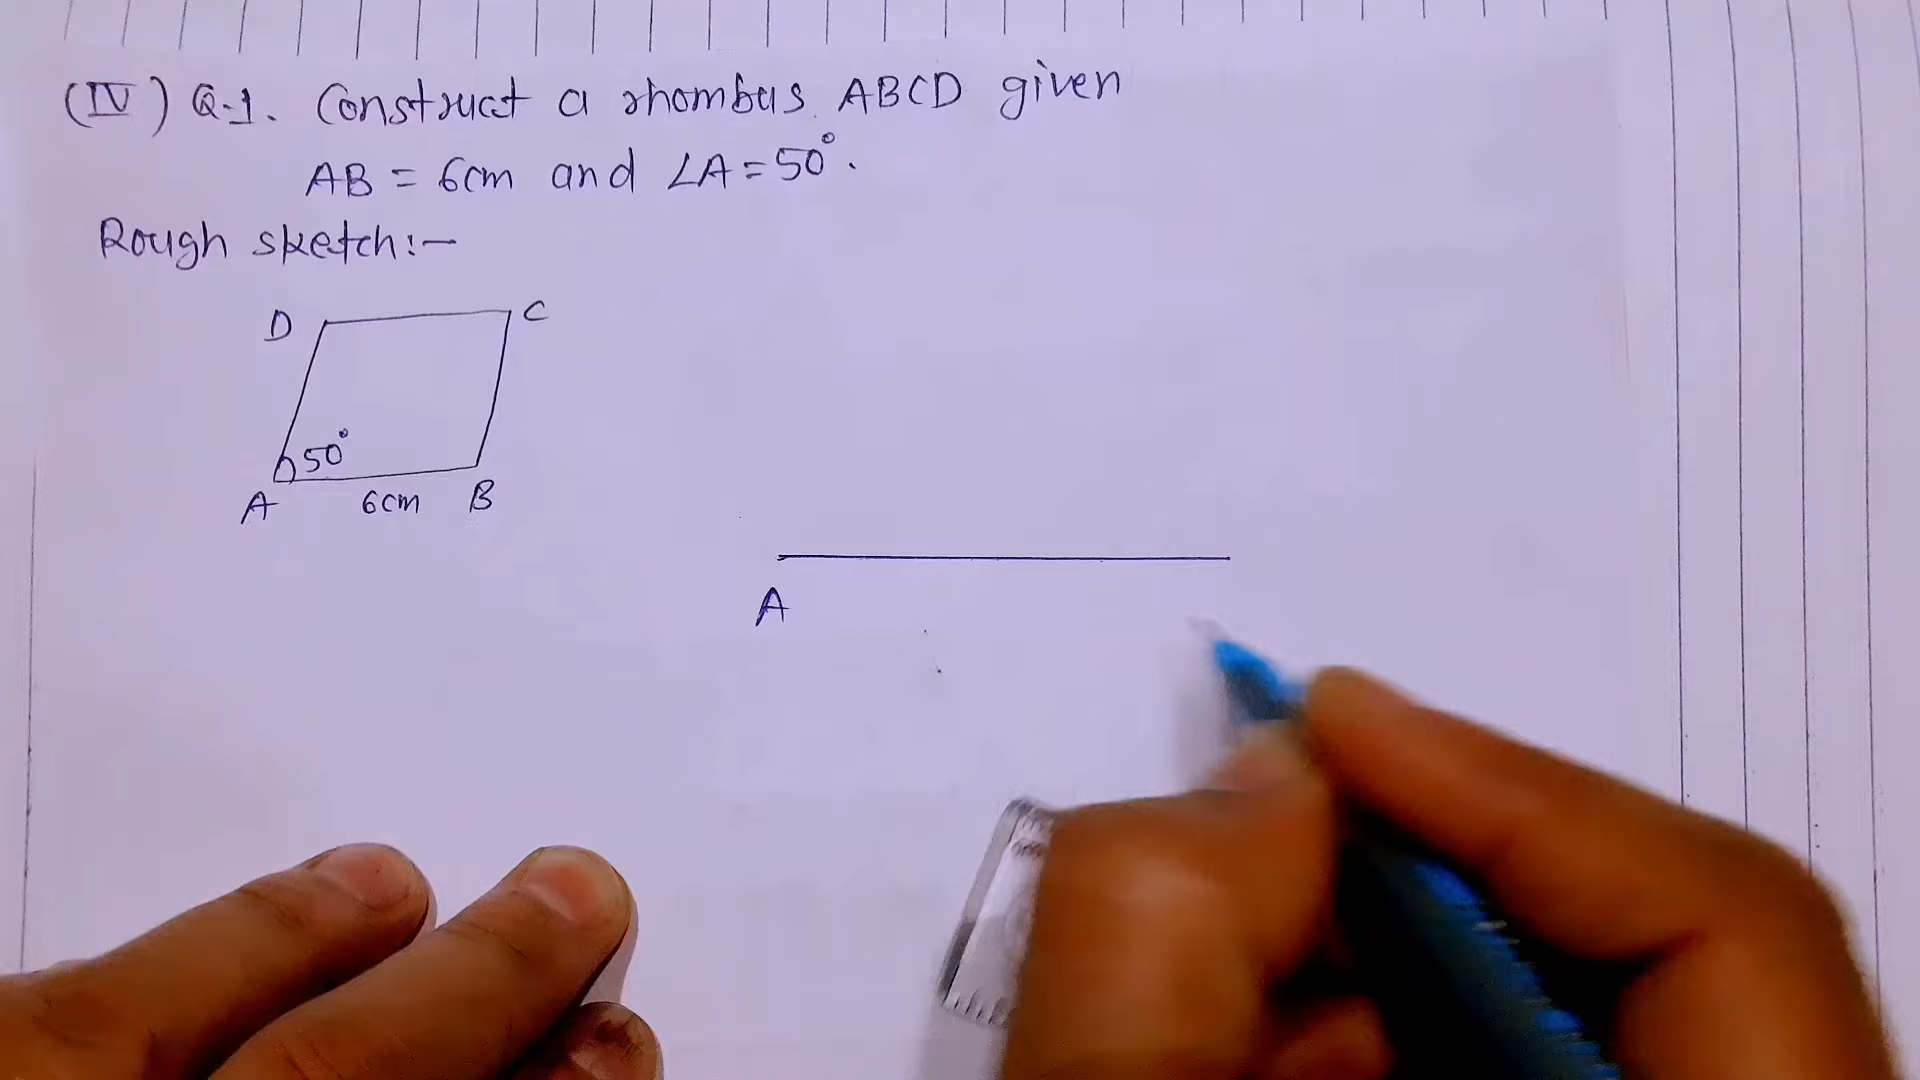 (IV) Q-1. Construct a rhombus ABCD given
AB = 6cm and ∠A = 50°.
Rough sketch:-
D C
50°
A 6cm B
A